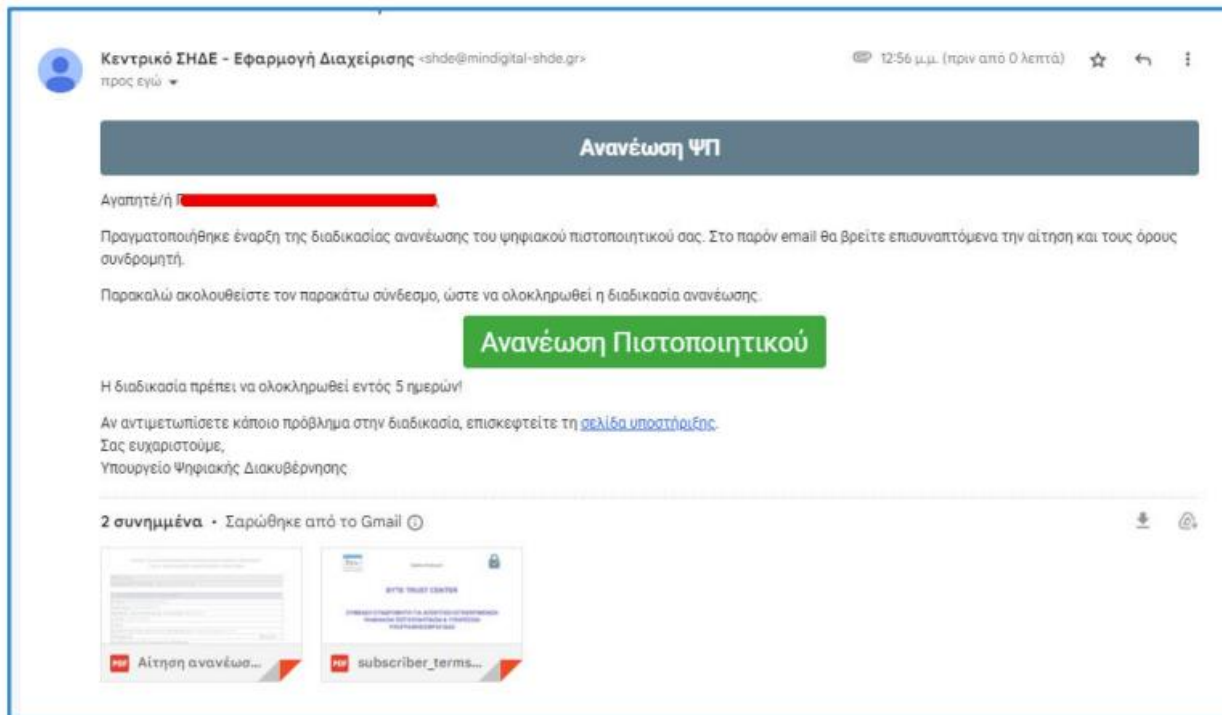 Κεντρικό ΣΗΔΕ - Εφαρμογή Διαχείρισης <shde@mindigital-shde.gr>
12:56 μ.μ. (πριν από 0 λεπτά)
προς εγώ
Ανανέωση ΨΠ
Αγαπητέ/ή
Πραγματοποιήθηκε έναρξη της διαδικασίας ανανέωσης του ψηφιακού πιστοποιητικού σας. Στο παρόν email θα βρείτε επισυναπτόμενα την αίτηση και τους όρους
συνδρομητή.
Παρακαλώ ακολουθείστε τον παρακάτω σύνδεσμο, ώστε να ολοκληρωθεί η διαδικασία ανανέωσης.
Ανανέωση Πιστοποιητικού
Η διαδικασία πρέπει να ολοκληρωθεί εντός 5 ημερών!
Αν αντιμετωπίσετε κάποιο πρόβλημα στην διαδικασία, επισκεφτείτε τη σελίδα υποστήριξης.
Σας ευχαριστούμε,
Υπουργείο Ψηφιακής Διακυβέρνησης
2 συνημμένα • Σαρώθηκε από το Gmail
BYTE TRUST CENTER
PDF Αίτηση ανανέωσ...
PDF subscriber_terms...